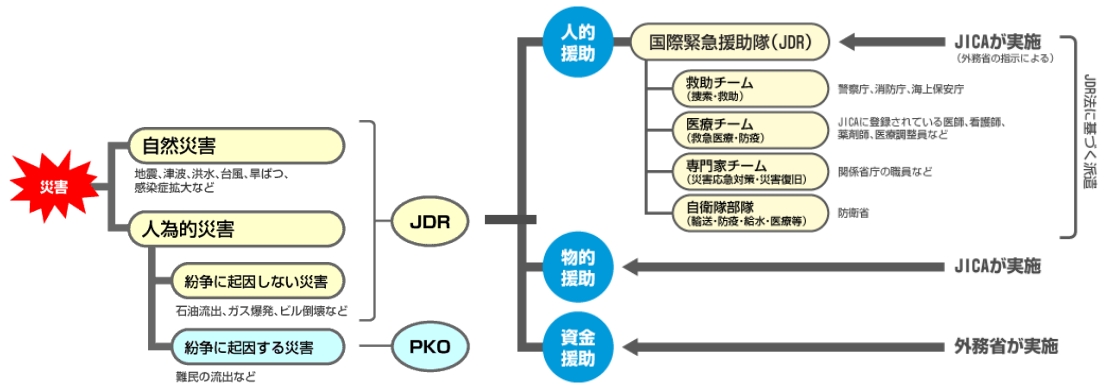 災害
自然災害
地震、津波、洪水、台風、旱ばつ、
感染症拡大など
人為的災害
紛争に起因しない災害
石油流出、ガス爆発、ビル倒壊など
紛争に起因する災害
難民の流出など
JDR
PKO
人的
援助
国際緊急援助隊(JDR)
JICAが実施
(外務省の指示による)
救助チーム
(捜索・救助)
警察庁、消防庁、海上保安庁
医療チーム
(救急医療・防疫)
JICAに登録されている医師、看護師、
薬剤師、医療調整員など
専門家チーム
(災害応急対策・災害復旧)
関係省庁の職員など
自衛隊部隊
(輸送・防疫・給水・医療等)
防衛省
JDR法に基づく派遣
物的
援助
JICAが実施
資金
援助
外務省が実施